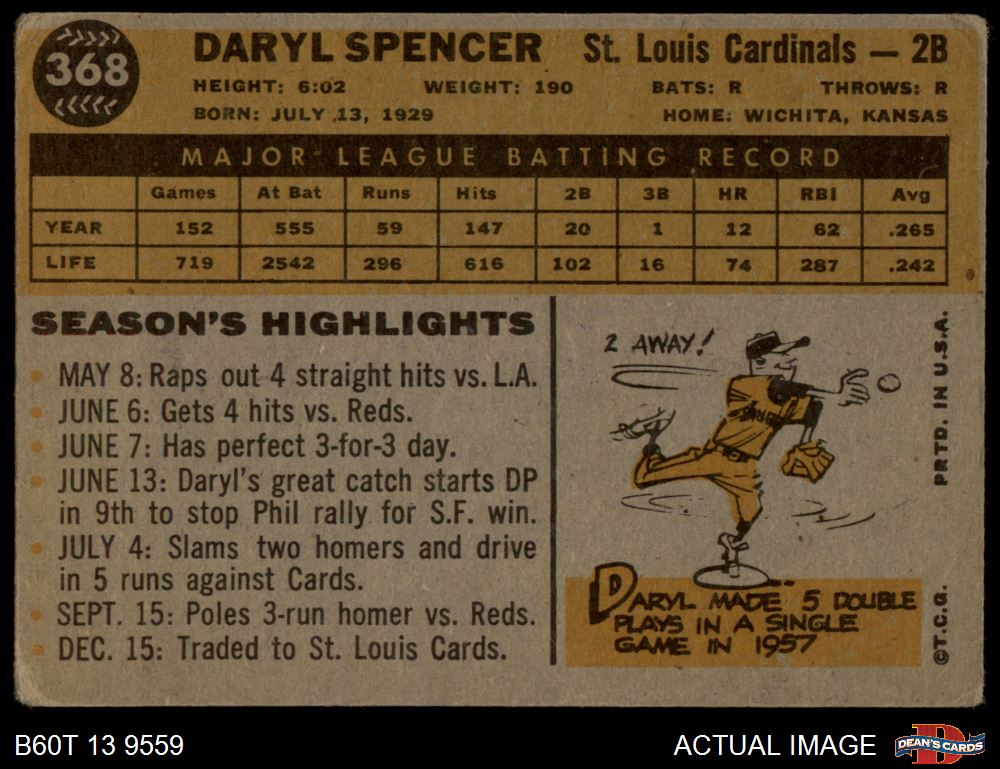 368
DARYL SPENCER St. Louis Cardinals — 2B
HEIGHT: 6:02 WEIGHT: 190 BATS: R THROWS: R
BORN: JULY 13, 1929 HOME: WICHITA, KANSAS
MAJOR LEAGUE BATTING RECORD
Games At Bat Runs Hits 2B 3B HR RBI Avg
YEAR 152 555 59 147 20 1 12 62 .265
LIFE 719 2542 296 616 102 16 74 287 .242
SEASON'S HIGHLIGHTS
• MAY 8: Raps out 4 straight hits vs. L.A.
• JUNE 6: Gets 4 hits vs. Reds.
• JUNE 7: Has perfect 3-for-3 day.
• JUNE 13: Daryl's great catch starts DP
in 9th to stop Phil rally for S.F. win.
• JULY 4: Slams two homers and drive
in 5 runs against Cards.
• SEPT. 15: Poles 3-run homer vs. Reds.
• DEC. 15: Traded to St. Louis Cards.
2 AWAY!
DARYL MADE 5 DOUBLE
PLAYS IN A SINGLE
GAME IN 1957
©T.C.G. PRTD. IN U.S.A.
B60T 13 9559 ACTUAL IMAGE
DEAN'S CARDS